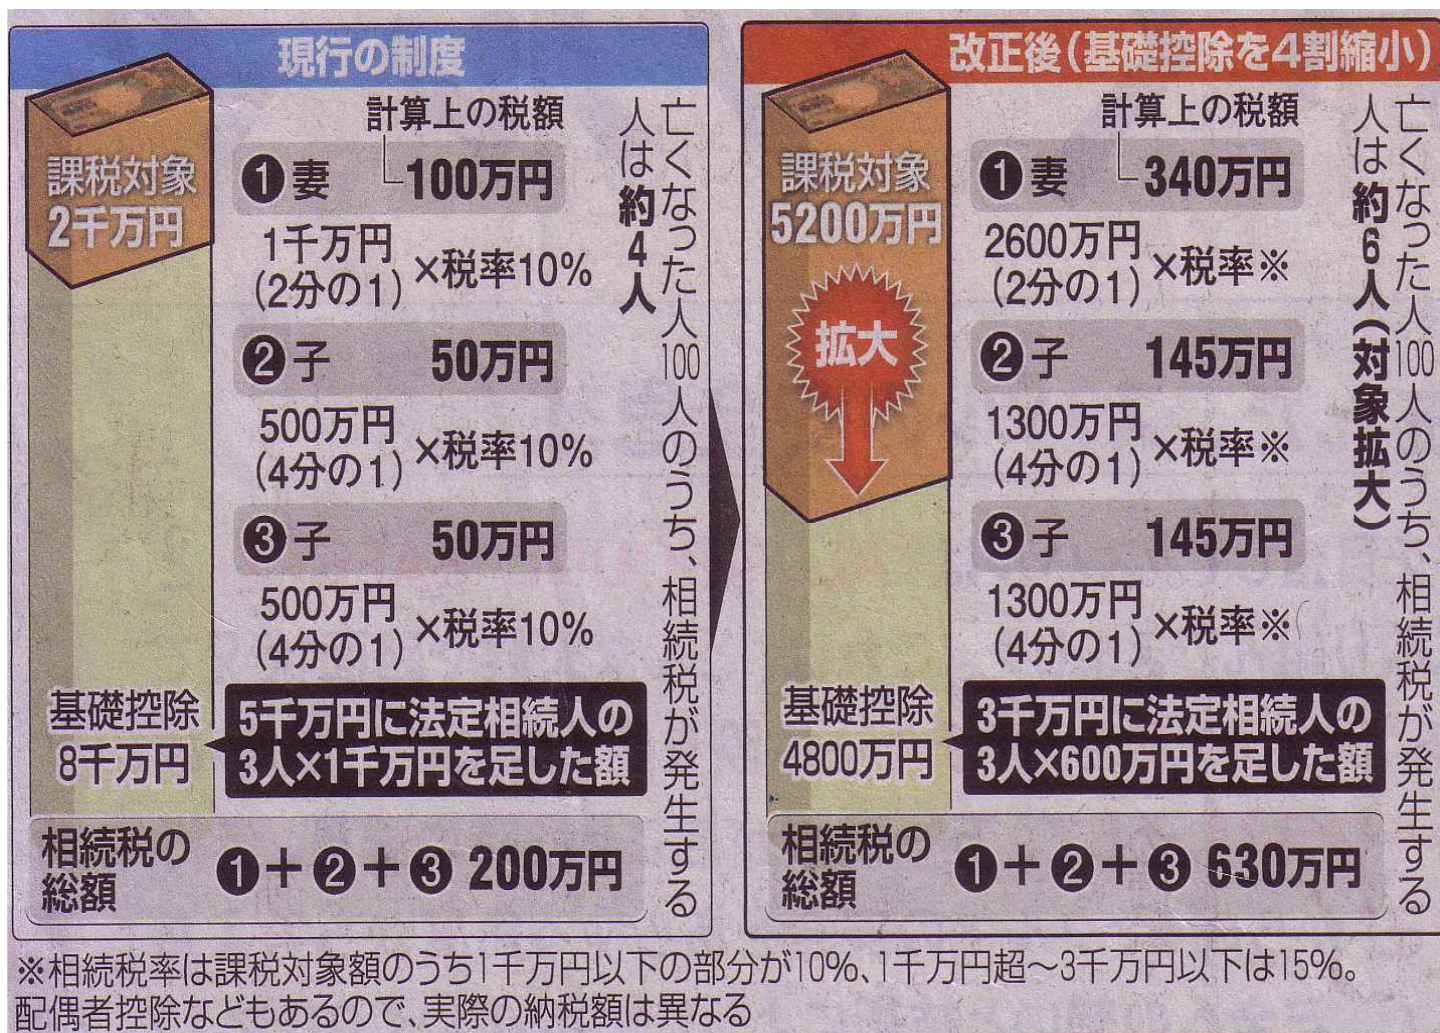 現行の制度
計算上の税額
課税対象
2千万円
❶妻 100万円
1千万円
(2分の1)
×税率10%
❷子 50万円
500万円
(4分の1)
×税率10%
❸子 50万円
500万円
(4分の1)
×税率10%
亡くなった人100人のうち、相続税が発生する
人は約4人
基礎控除
8千万円
5千万円に法定相続人の
3人×1千万円を足した額
相続税の
総額
❶+❷+❸ 200万円
改正後(基礎控除を4割縮小)
計算上の税額
課税対象
5200万円
拡大
❶妻 340万円
2600万円
(2分の1)
×税率※
❷子 145万円
1300万円
(4分の1)
×税率※
❸子 145万円
1300万円
(4分の1)
×税率※
亡くなった人100人のうち、相続税が発生する
人は約6人(対象拡大)
基礎控除
4800万円
3千万円に法定相続人の
3人×600万円を足した額
相続税の
総額
❶+❷+❸ 630万円
※相続税率は課税対象額のうち1千万円以下の部分が10%、1千万円超〜3千万円以下は15%。
配偶者控除などもあるので、実際の納税額は異なる